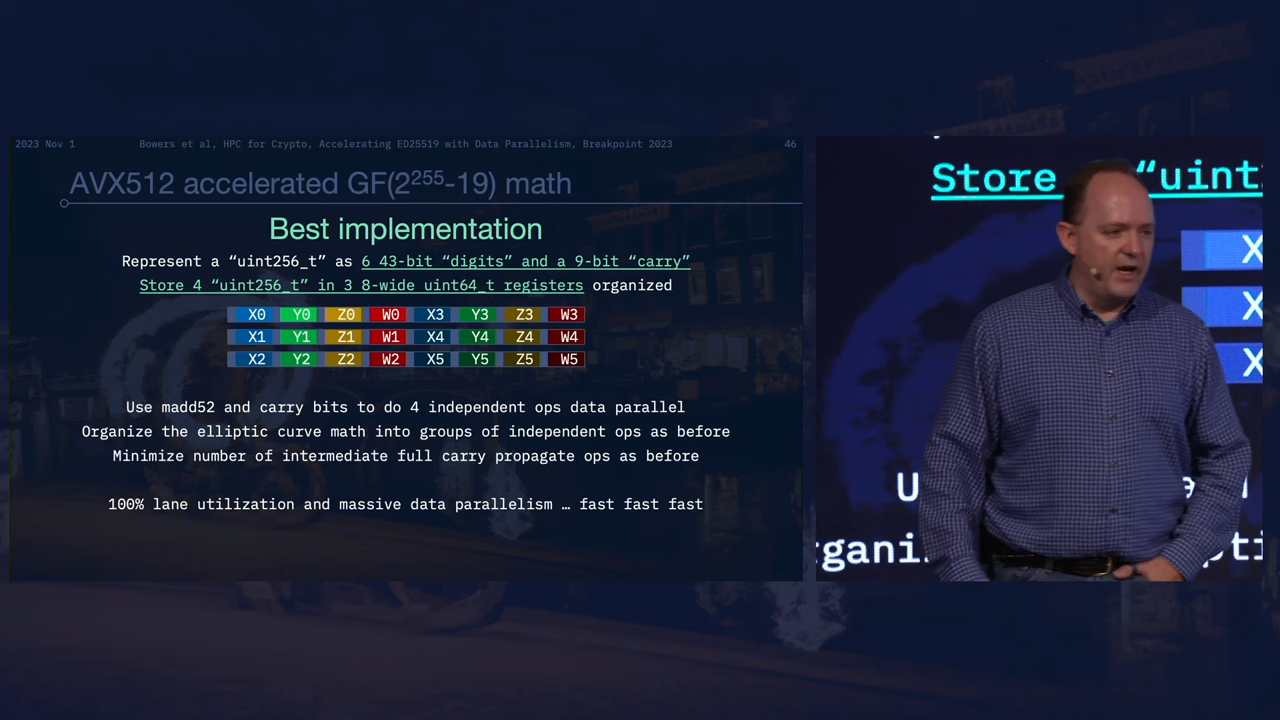 2023 Nov 1 Bowers et al, HPC for Crypto, Accelerating ED25519 with Data Parallelism, Breakpoint 2023 46
AVX512 accelerated GF(2²⁵⁵-19) math
Best implementation
Represent a “uint256_t” as 6 43-bit “digits” and a 9-bit “carry”
Store 4 “uint256_t” in 3 8-wide uint64_t registers organized
X0 Y0 Z0 W0 X3 Y3 Z3 W3
X1 Y1 Z1 W1 X4 Y4 Z4 W4
X2 Y2 Z2 W2 X5 Y5 Z5 W5
Use madd52 and carry bits to do 4 independent ops data parallel
Organize the elliptic curve math into groups of independent ops as before
Minimize number of intermediate full carry propagate ops as before
100% lane utilization and massive data parallelism … fast fast fast
Store “uint
X
X
X
U
rgani
pti